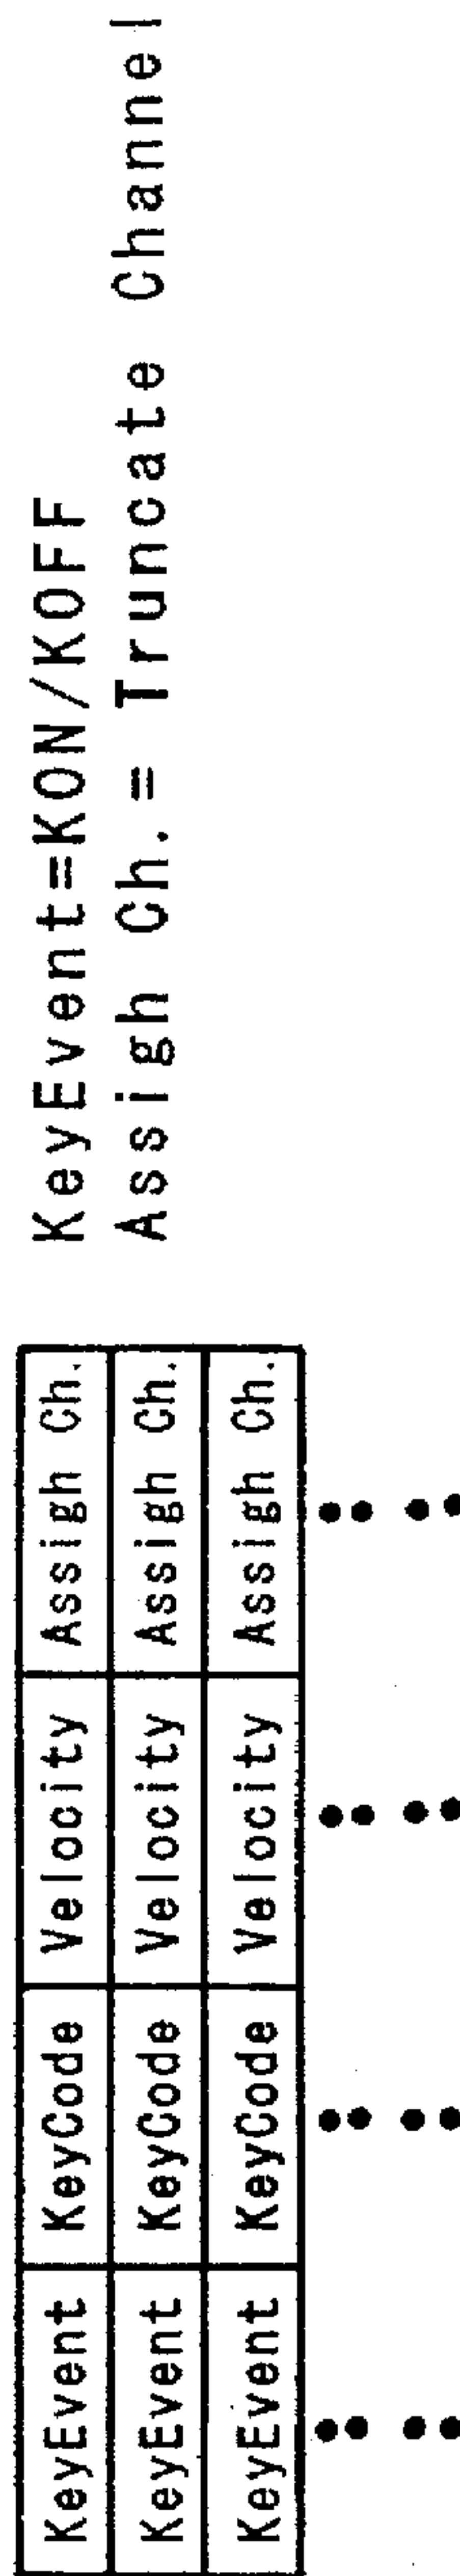 KeyEvent KeyCode Velocity Assigh Ch.
KeyEvent KeyCode Velocity Assigh Ch.
KeyEvent KeyCode Velocity Assigh Ch.
KeyEvent=KON/KOFF
Assigh Ch. = Truncate Channel